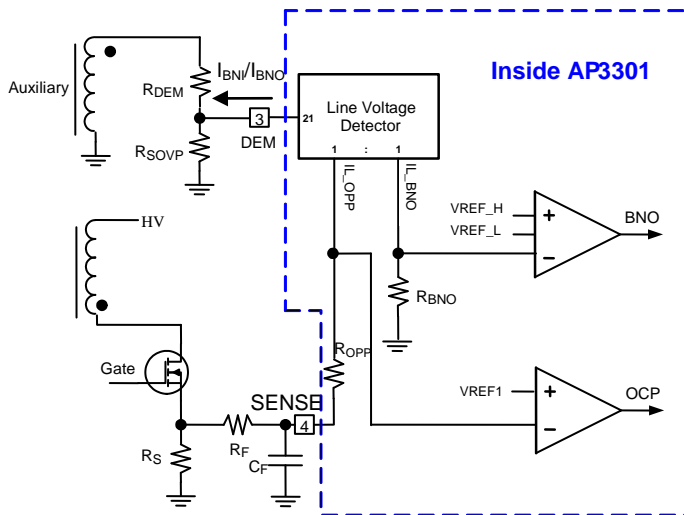 Inside AP3301
Auxiliary
RDEM
IBNI/IBNO
3
DEM
RSOVP
21
Line Voltage
Detector
1 : 1
IL_OPP
IL_BNO
VREF_H
VREF_L
+
-
BNO
RBNO
HV
ROPP
Gate
SENSE
4
RS
RF
CF
VREF1
+
-
OCP